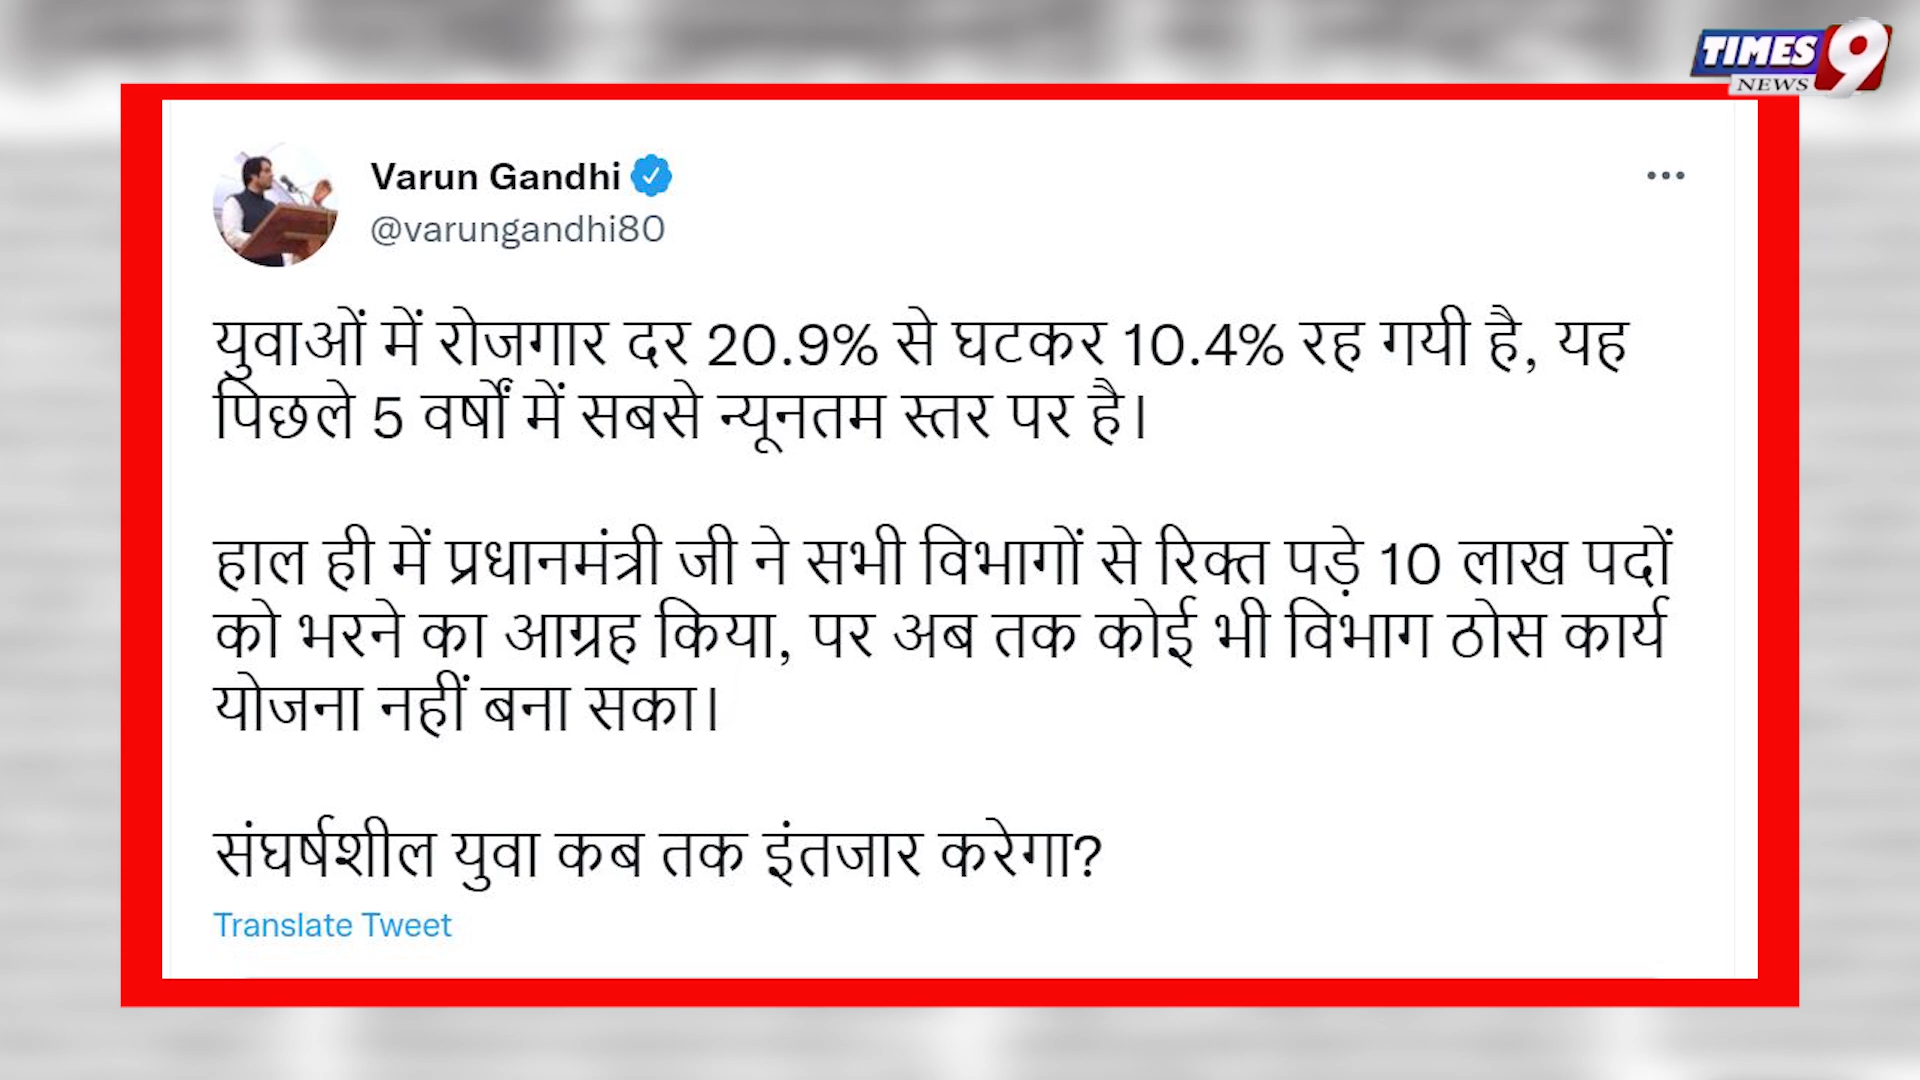 TIMES 9
NEWS
Varun Gandhi
@varungandhi80
युवाओं में रोजगार दर 20.9% से घटकर 10.4% रह गयी है, यह
पिछले 5 वर्षों में सबसे न्यूनतम स्तर पर है।
हाल ही में प्रधानमंत्री जी ने सभी विभागों से रिक्त पड़े 10 लाख पदों
को भरने का आग्रह किया, पर अब तक कोई भी विभाग ठोस कार्य
योजना नहीं बना सका।
संघर्षशील युवा कब तक इंतजार करेगा?
Translate Tweet